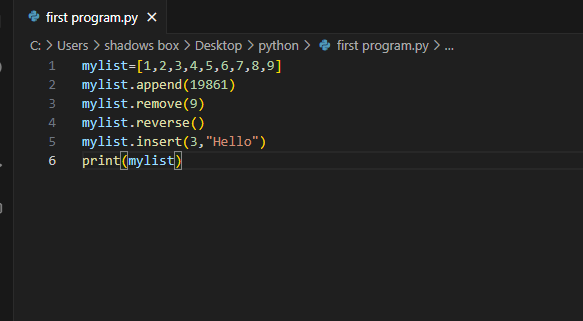 first program.py
C: > Users > shadows box > Desktop > python > first program.py > ...
1 mylist=[1,2,3,4,5,6,7,8,9]
2 mylist.append(19861)
3 mylist.remove(9)
4 mylist.reverse()
5 mylist.insert(3,"Hello")
6 print(mylist)